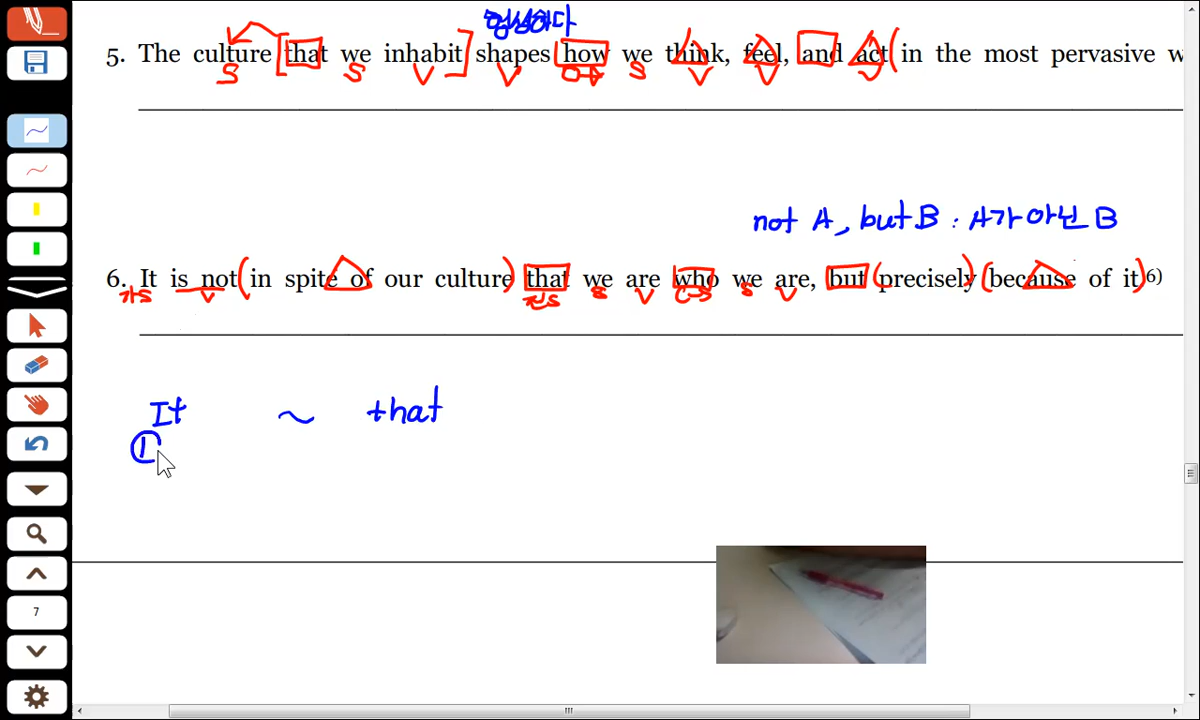 형성하다
5. The culture that we inhabit shapes how we think, feel, and act in the most pervasive w
S S V V S V V V
not A, but B : A가 아닌 B
6. It is not in spite of our culture that we are who we are, but precisely because of it 6)
가S V 진S S V S V
It ~ that
①
7